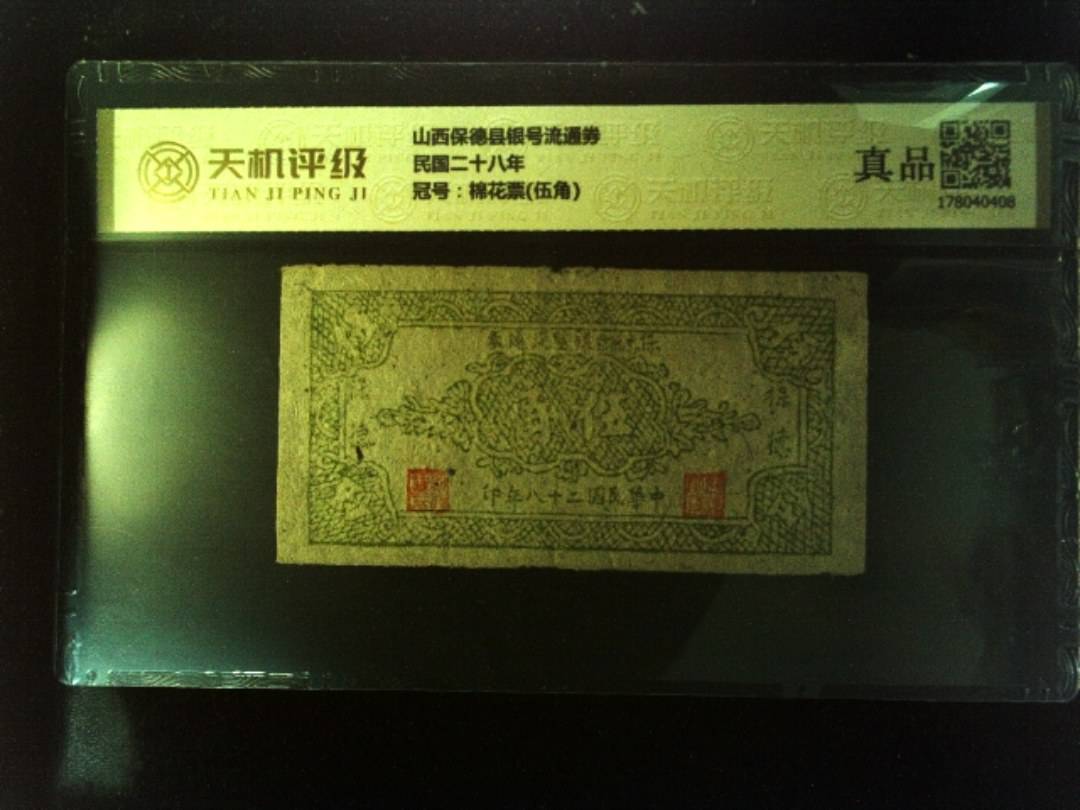 天机评级
TIAN JI PING JI
山西保德县银号流通券
民国二十八年
冠号：棉花票(伍角)
真品
178040408
伍角
中華民國二十八年印